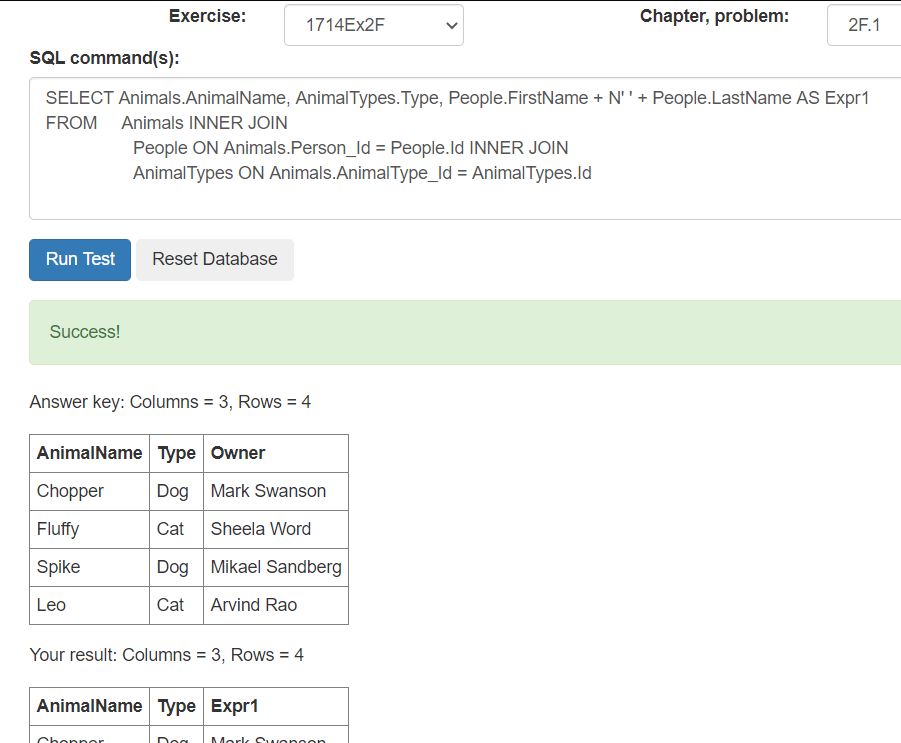 Exercise: 1714Ex2F Chapter, problem: 2F.1
SQL command(s):
SELECT Animals.AnimalName, AnimalTypes.Type, People.FirstName + N' ' + People.LastName AS Expr1
FROM Animals INNER JOIN
People ON Animals.Person_Id = People.Id INNER JOIN
AnimalTypes ON Animals.AnimalType_Id = AnimalTypes.Id
Run Test Reset Database
Success!
Answer key: Columns = 3, Rows = 4
AnimalName Type Owner
Chopper Dog Mark Swanson
Fluffy Cat Sheela Word
Spike Dog Mikael Sandberg
Leo Cat Arvind Rao
Your result: Columns = 3, Rows = 4
AnimalName Type Expr1
Chopper Dog Mark Swanson